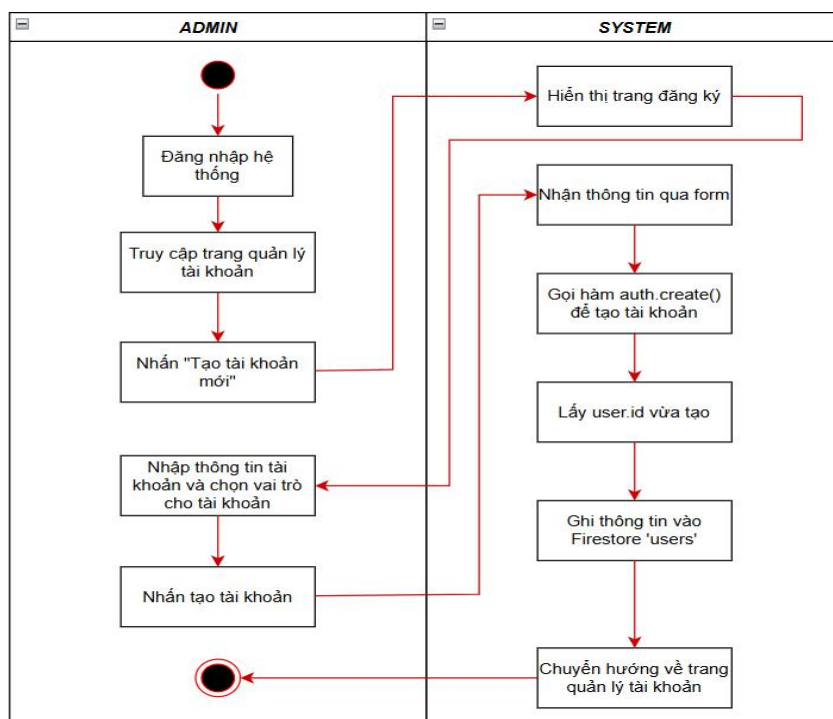 ADMIN
SYSTEM
Đăng nhập hệ
thống
Truy cập trang quản lý
tài khoản
Nhấn "Tạo tài khoản
mới"
Hiển thị trang đăng ký
Nhập thông tin tài
khoản và chọn vai trò
cho tài khoản
Nhấn tạo tài khoản
Nhận thông tin qua form
Gọi hàm auth.create()
để tạo tài khoản
Lấy user.id vừa tạo
Ghi thông tin vào
Firestore 'users'
Chuyển hướng về trang
quản lý tài khoản